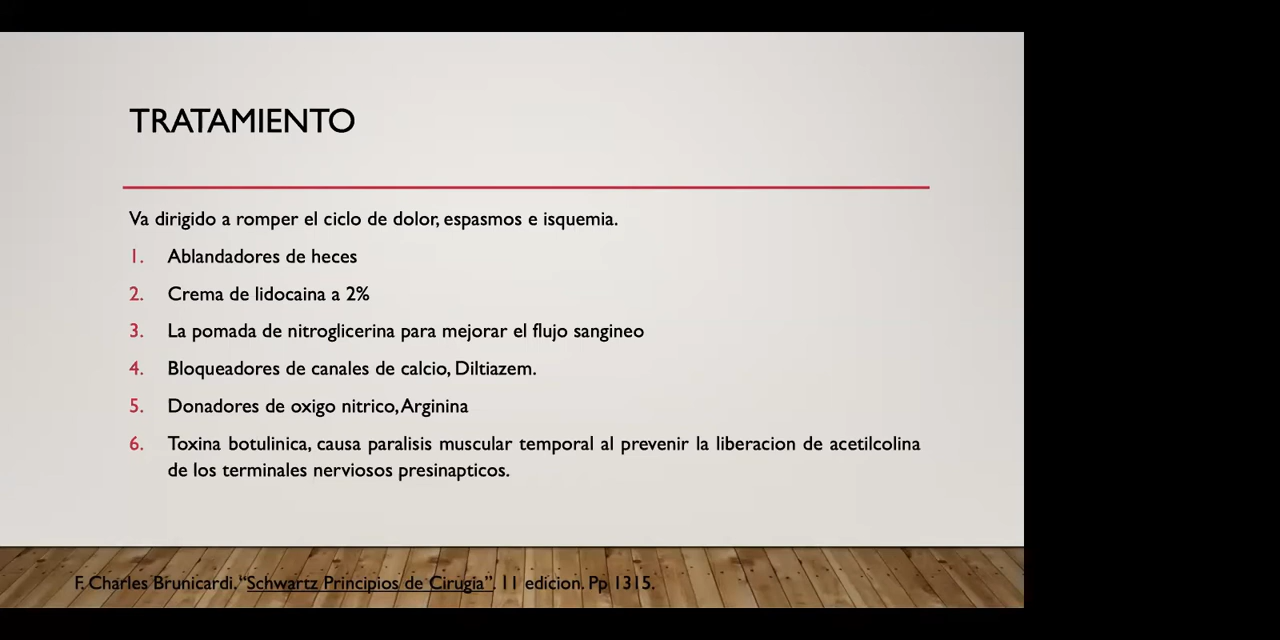 TRATAMIENTO
Va dirigido a romper el ciclo de dolor, espasmos e isquemia.
1. Ablandadores de heces
2. Crema de lidocaina a 2%
3. La pomada de nitroglicerina para mejorar el flujo sangineo
4. Bloqueadores de canales de calcio, Diltiazem.
5. Donadores de oxigo nitrico, Arginina
6. Toxina botulinica, causa paralisis muscular temporal al prevenir la liberacion de acetilcolina
de los terminales nerviosos presinapticos.
F. Charles Brunicardi. “Schwartz Principios de Cirugia”. 11 edicion. Pp 1315.